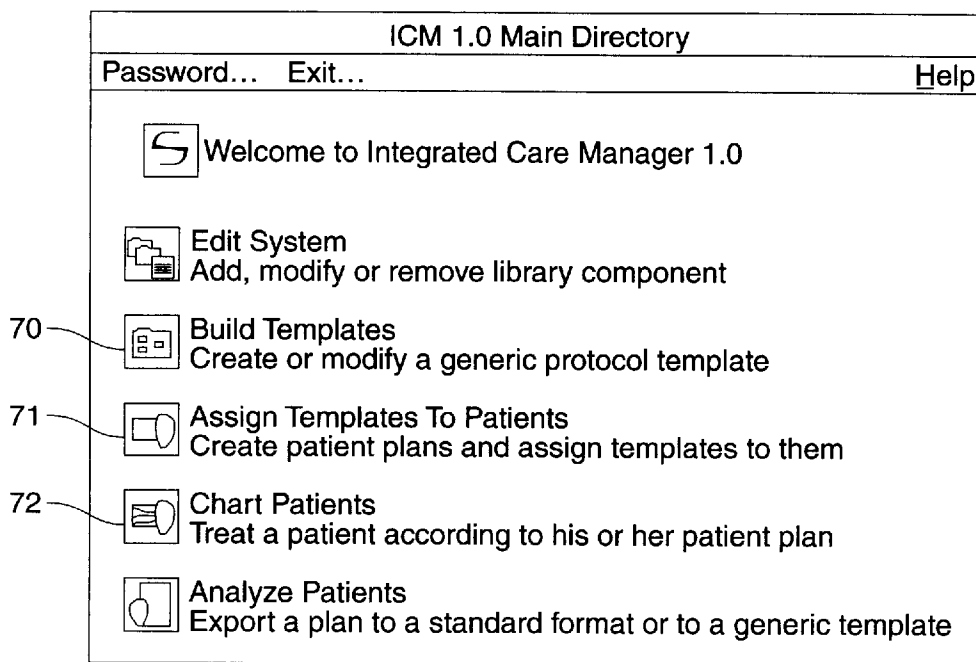 ICM 1.0 Main Directory
Password... Exit... Help
Welcome to Integrated Care Manager 1.0
Edit System
Add, modify or remove library component
70
Build Templates
Create or modify a generic protocol template
71
Assign Templates To Patients
Create patient plans and assign templates to them
72
Chart Patients
Treat a patient according to his or her patient plan
Analyze Patients
Export a plan to a standard format or to a generic template